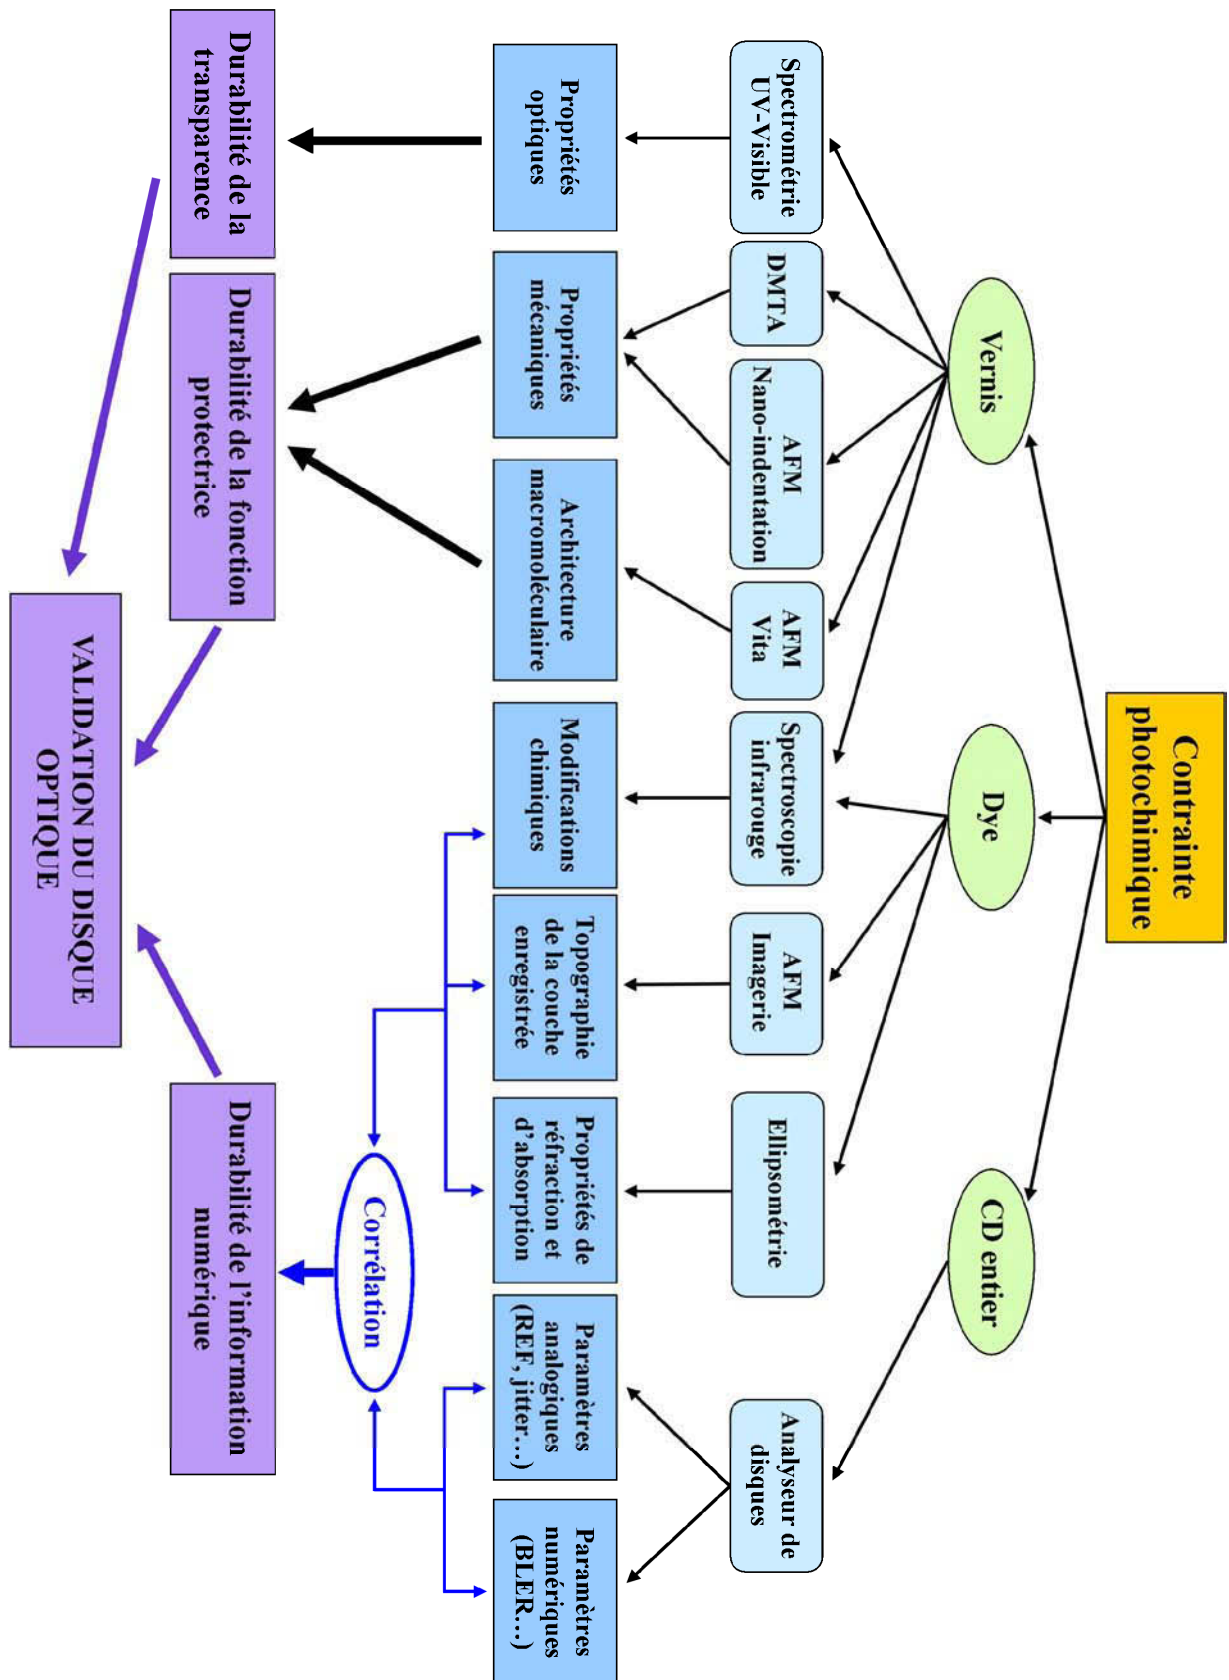 Contrainte
photochimique
Vernis
Dye
CD entier
Spectrométrie
UV-Visible
DMTA
AFM
Nano-indentation
AFM
Vita
Spectroscopie
infrarouge
AFM
Imagerie
Ellipsométrie
Analyseur de
disques
Propriétés
optiques
Propriétés
mécaniques
Architecture
macromoléculaire
Modifications
chimiques
Topographie
de la couche
enregistrée
Propriétés de
réfraction et
d'absorption
Paramètres
analogiques
(REF, jitter…)
Paramètres
numériques
(BLER…)
Corrélation
Durabilité de la
transparence
Durabilité de la fonction
protectrice
Durabilité de l'information
numérique
VALIDATION DU DISQUE
OPTIQUE